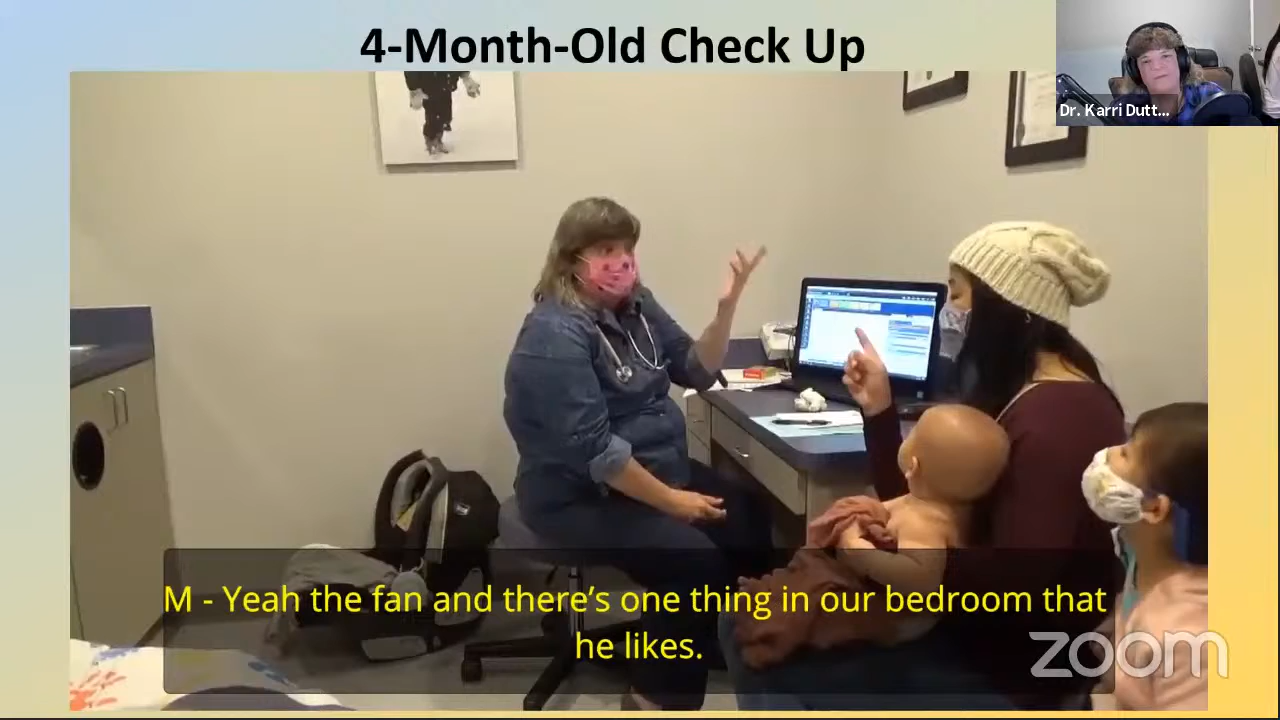 4-Month-Old Check Up
Dr. Karri Dutt...
M - Yeah the fan and there's one thing in our bedroom that
he likes.
zoom